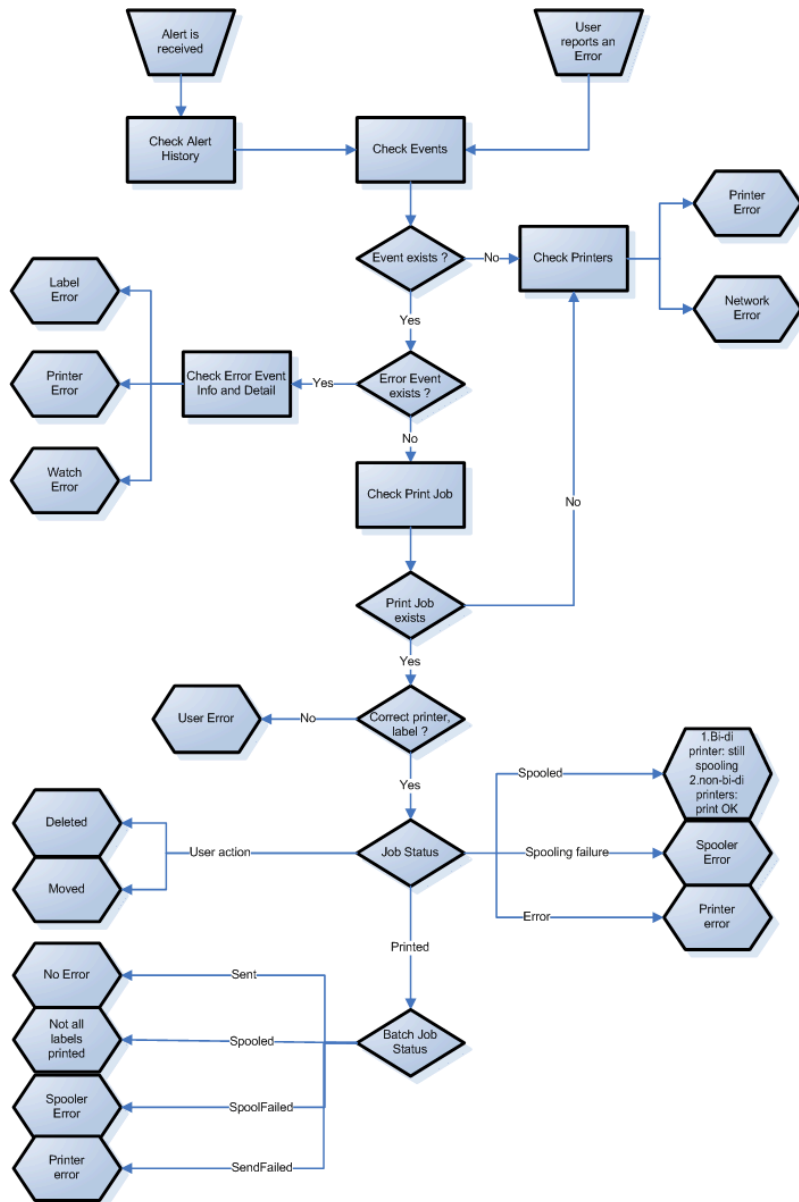 Alert is
received
User
reports an
Error
Check Alert
History
Check Events
Printer
Error
Event exists ?
No
Check Printers
Label
Error
Network
Error
Yes
Printer
Error
Check Error Event
Info and Detail
Yes
Error Event
exists ?
No
Watch
Error
Check Print Job
No
Print Job
exists
Yes
User Error
No
Correct printer,
label ?
1.Bi-di
printer: still
spooling
2.non-bi-di
printers:
print OK
Spooled
Yes
Deleted
User action
Job Status
Spooling failure
Spooler
Error
Moved
Error
Printer
error
Printed
No Error
Sent
Not all
labels
printed
Spooled
Batch Job
Status
Spooler
Error
SpoolFailed
Printer
error
SendFailed